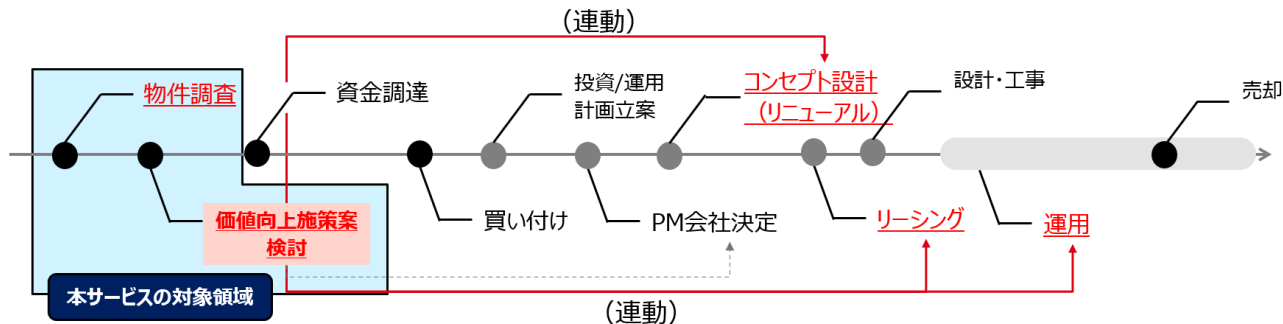 （連動）
物件調査
資金調達
投資/運用
計画立案
コンセプト設計
（リニューアル）
設計・工事
売却
価値向上施策案
検討
買い付け
PM会社決定
リーシング
運用
本サービスの対象領域
（連動）